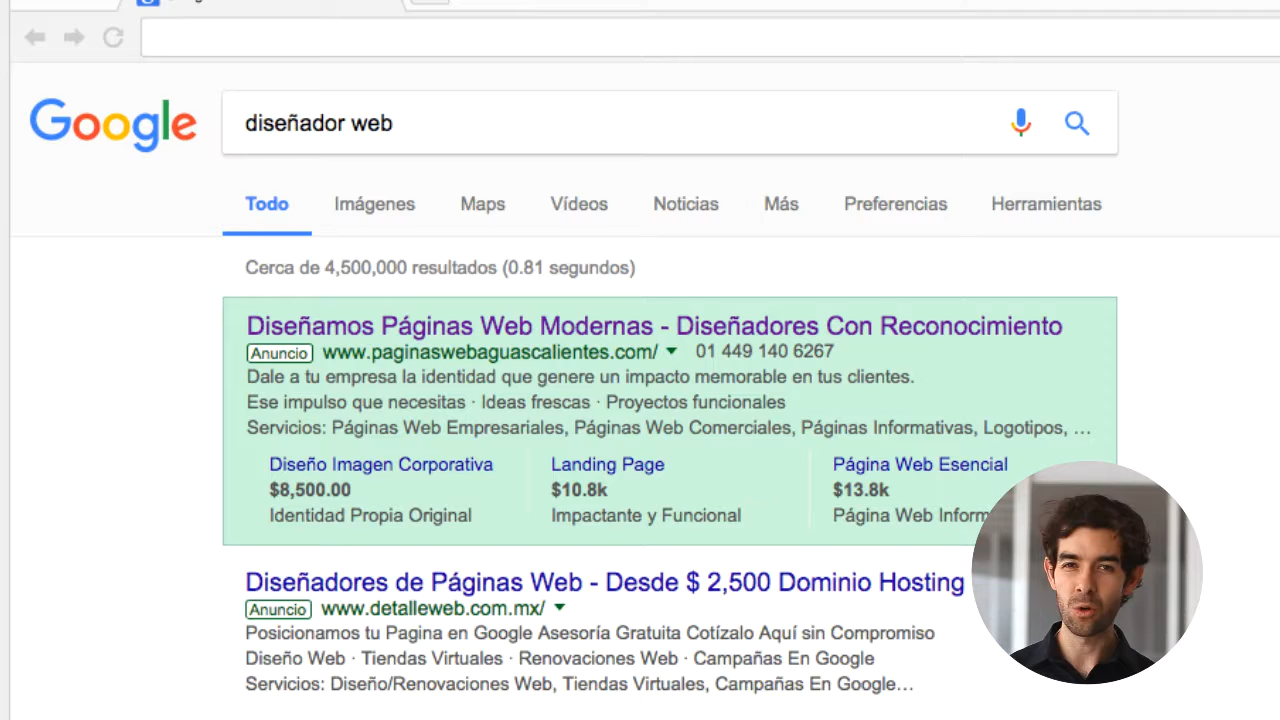 Google
diseñador web
Todo Imágenes Maps Vídeos Noticias Más Preferencias Herramientas
Cerca de 4,500,000 resultados (0.81 segundos)
Diseñamos Páginas Web Modernas - Diseñadores Con Reconocimiento
Anuncio www.paginaswebaguascalientes.com/ 01 449 140 6267
Dale a tu empresa la identidad que genere un impacto memorable en tus clientes.
Ese impulso que necesitas · Ideas frescas · Proyectos funcionales
Servicios: Páginas Web Empresariales, Páginas Web Comerciales, Páginas Informativas, Logotipos, ...
Diseño Imagen Corporativa Landing Page Página Web Esencial
$8,500.00 $10.8k $13.8k
Identidad Propia Original Impactante y Funcional Página Web Inform
Diseñadores de Páginas Web - Desde $ 2,500 Dominio Hosting
Anuncio www.detalleweb.com.mx/
Posicionamos tu Pagina en Google Asesoría Gratuita Cotízalo Aquí sin Compromiso
Diseño Web · Tiendas Virtuales · Renovaciones Web · Campañas En Google
Servicios: Diseño/Renovaciones Web, Tiendas Virtuales, Campañas En Google...